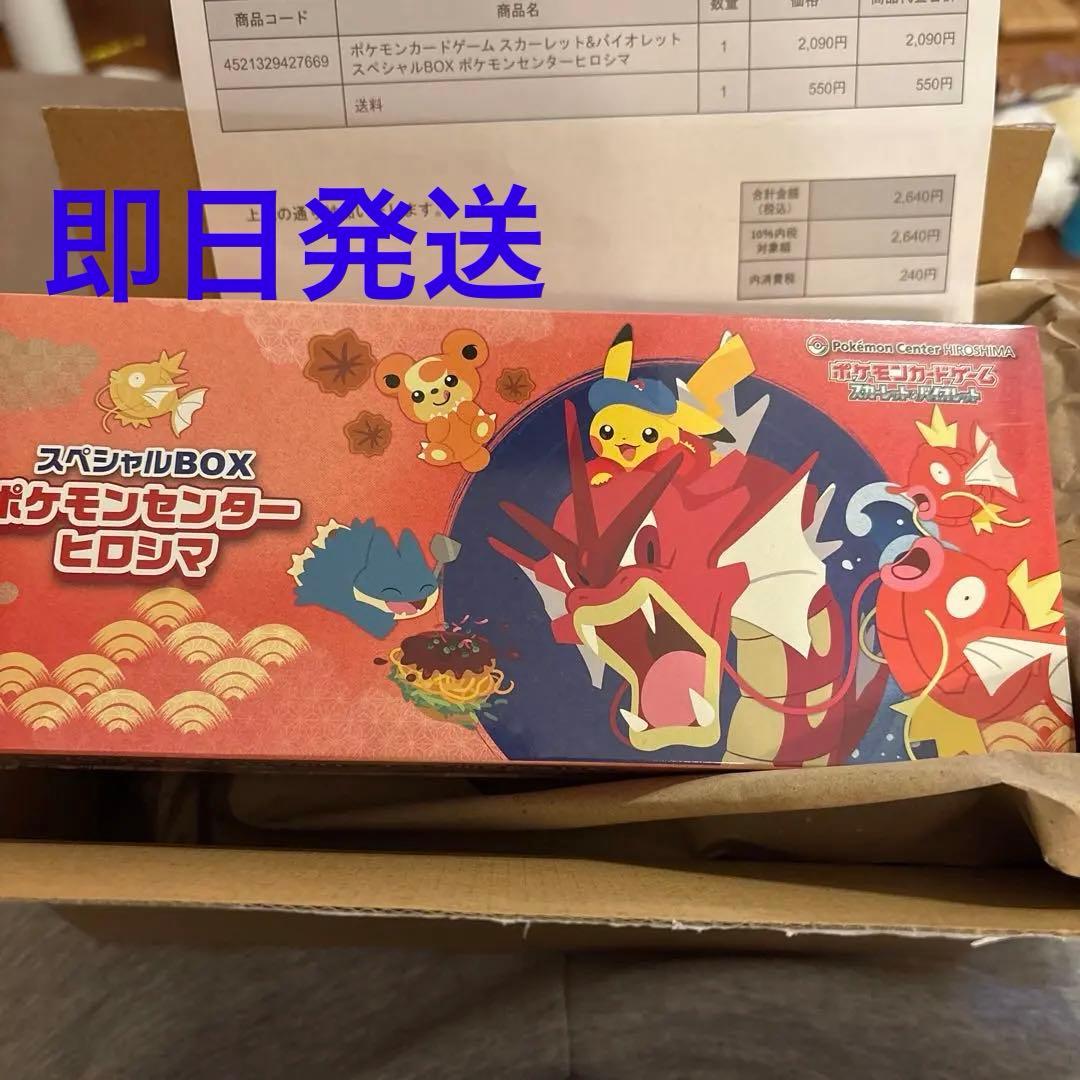 商品コード 商品名 数量 価格
4521329427669 ポケモンカードゲーム スカーレット&バイオレット スペシャルBOX ポケモンセンターヒロシマ 1 2,090円 2,090円
送料 1 550円 550円
合計金額（税込） 2,640円
10%内税対象額 2,640円
内消費税 240円
即日発送
Pokémon Center HIROSHIMA
ポケモンカードゲーム
スカーレット&バイオレット
スペシャルBOX
ポケモンセンター
ヒロシマ